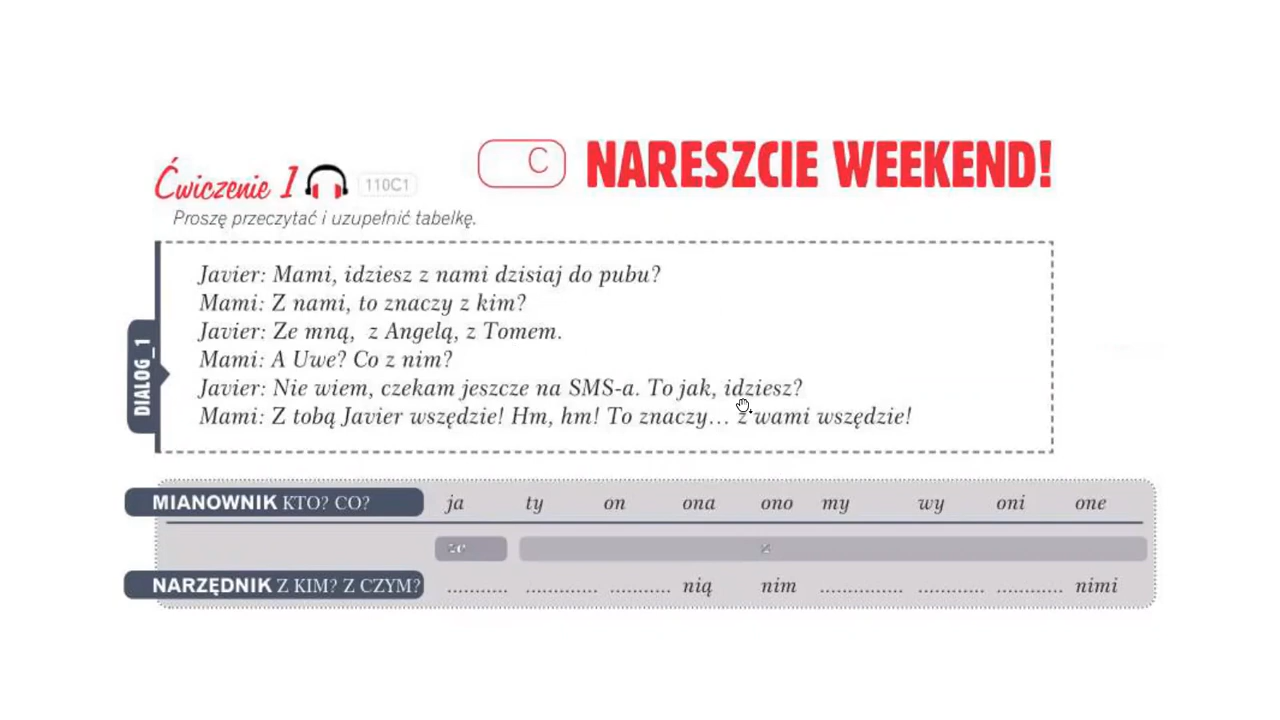 C NARESZCIE WEEKEND!
Ćwiczenie 1 110C1
Proszę przeczytać i uzupełnić tabelkę.
DIALOG_1
Javier: Mami, idziesz z nami dzisiaj do pubu?
Mami: Z nami, to znaczy z kim?
Javier: Ze mną, z Angelą, z Tomem.
Mami: A Uwe? Co z nim?
Javier: Nie wiem, czekam jeszcze na SMS-a. To jak, idziesz?
Mami: Z tobą Javier wszędzie! Hm, hm! To znaczy… z wami wszędzie!
MIANOWNIK KTO? CO? ja ty on ona ono my wy oni one
ze z
NARZĘDNIK Z KIM? Z CZYM? ........... ............. ........... nią nim ............... ............ ............ nimi